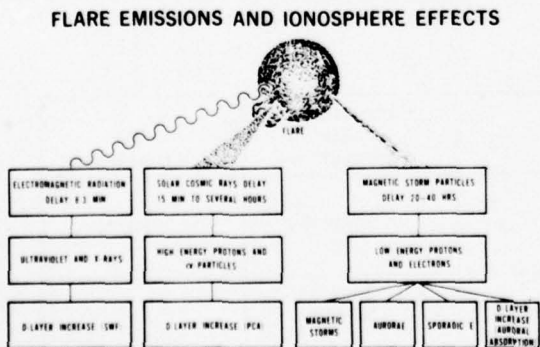 FLARE EMISSIONS AND IONOSPHERE EFFECTS
FLARE
ELECTROMAGNETIC RADIATION
DELAY 8.3 MIN
SOLAR COSMIC RAYS DELAY
15 MIN TO SEVERAL HOURS
MAGNETIC STORM PARTICLES
DELAY 20-40 HRS.
ULTRAVIOLET AND X-RAYS
HIGH ENERGY PROTONS AND
α PARTICLES
LOW ENERGY PROTONS
AND ELECTRONS
D LAYER INCREASE (SWF)
D LAYER INCREASE (PCA)
MAGNETIC
STORMS
AURORAE
SPORADIC E
D LAYER
INCREASE
AURORAL
ABSORPTION